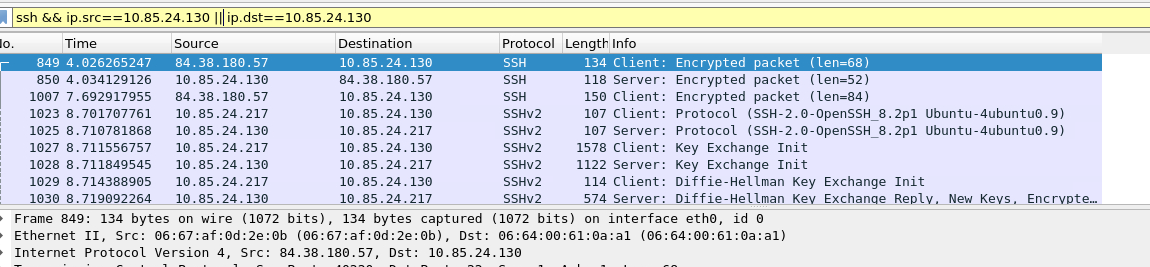 ssh && ip.src==10.85.24.130 || ip.dst==10.85.24.130
No. Time Source Destination Protocol Length Info
849 4.026265247 84.38.180.57 10.85.24.130 SSH 134 Client: Encrypted packet (len=68)
850 4.034129126 10.85.24.130 84.38.180.57 SSH 118 Server: Encrypted packet (len=52)
1007 7.692917955 84.38.180.57 10.85.24.130 SSH 150 Client: Encrypted packet (len=84)
1023 8.701707761 10.85.24.217 10.85.24.130 SSHv2 107 Client: Protocol (SSH-2.0-OpenSSH_8.2p1 Ubuntu-4ubuntu0.9)
1025 8.710781868 10.85.24.130 10.85.24.217 SSHv2 107 Server: Protocol (SSH-2.0-OpenSSH_8.2p1 Ubuntu-4ubuntu0.9)
1027 8.711556757 10.85.24.217 10.85.24.130 SSHv2 1578 Client: Key Exchange Init
1028 8.711849545 10.85.24.130 10.85.24.217 SSHv2 1122 Server: Key Exchange Init
1029 8.714388905 10.85.24.217 10.85.24.130 SSHv2 114 Client: Diffie-Hellman Key Exchange Init
1030 8.719092264 10.85.24.130 10.85.24.217 SSHv2 574 Server: Diffie-Hellman Key Exchange Reply, New Keys, Encrypte…
Frame 849: 134 bytes on wire (1072 bits), 134 bytes captured (1072 bits) on interface eth0, id 0
Ethernet II, Src: 06:67:af:0d:2e:0b (06:67:af:0d:2e:0b), Dst: 06:64:00:61:0a:a1 (06:64:00:61:0a:a1)
Internet Protocol Version 4, Src: 84.38.180.57, Dst: 10.85.24.130